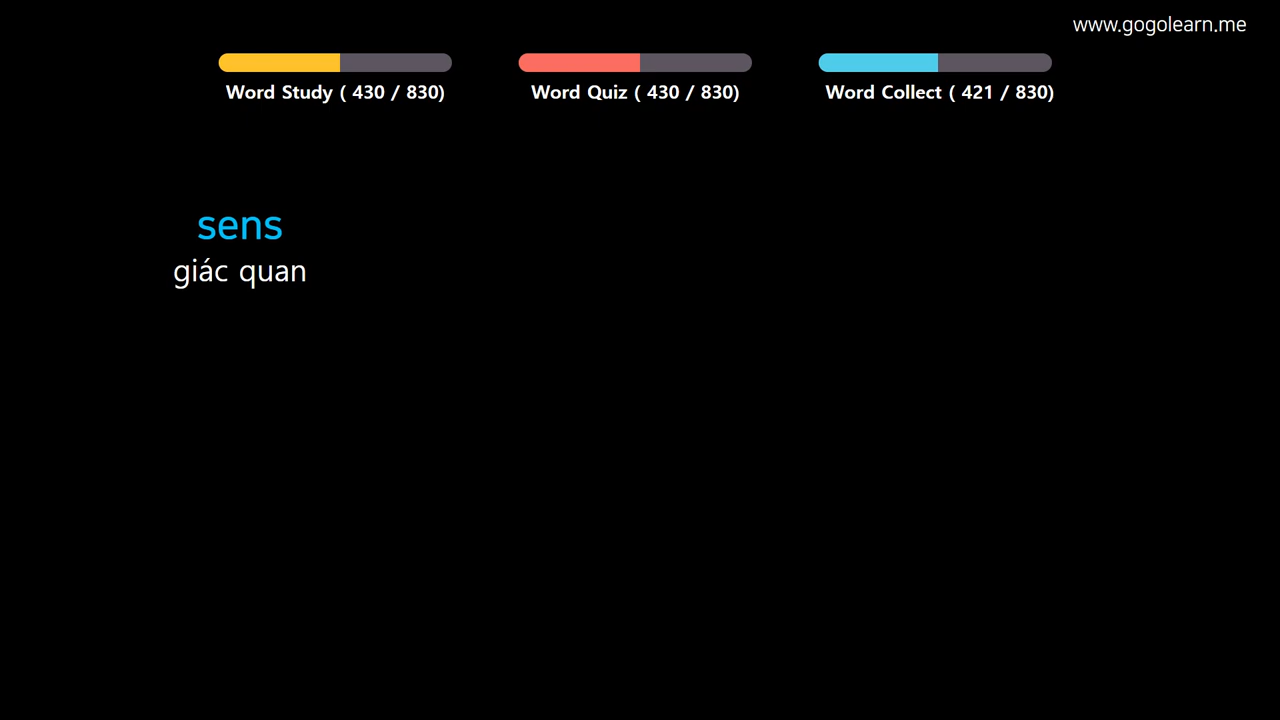 www.gogolearn.me
Word Study ( 430 / 830)
Word Quiz ( 430 / 830)
Word Collect ( 421 / 830)
sens
giác quan